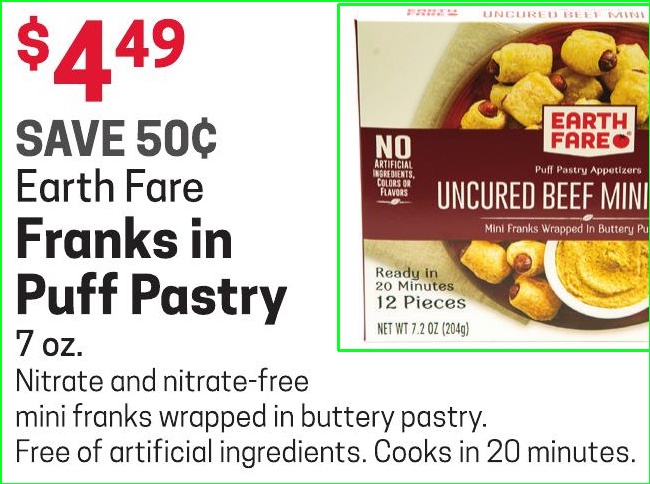 $4.49
SAVE 50¢
Earth Fare
Franks in
Puff Pastry
7 oz.
Nitrate and nitrate-free
mini franks wrapped in buttery pastry.
Free of artificial ingredients. Cooks in 20 minutes.
EARTH FARE
UNCURED BEEF MINI
EARTH
FARE
NO
ARTIFICIAL
INGREDIENTS,
COLORS OR
FLAVORS
Puff Pastry Appetizers
UNCURED BEEF MINI
Mini Franks Wrapped In Buttery Pu
Ready in
20 Minutes
12 Pieces
NET WT 7.2 OZ (204g)